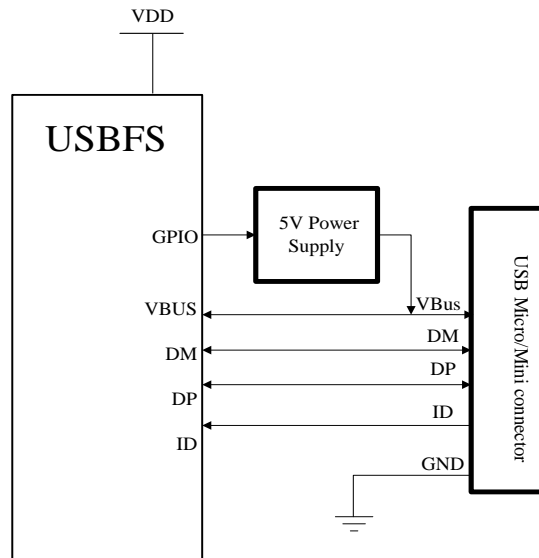 VDD
USBFS
GPIO
5V Power
Supply
VBUS
VBus
DM
DM
DP
DP
ID
ID
GND
USB Micro/Mini connector